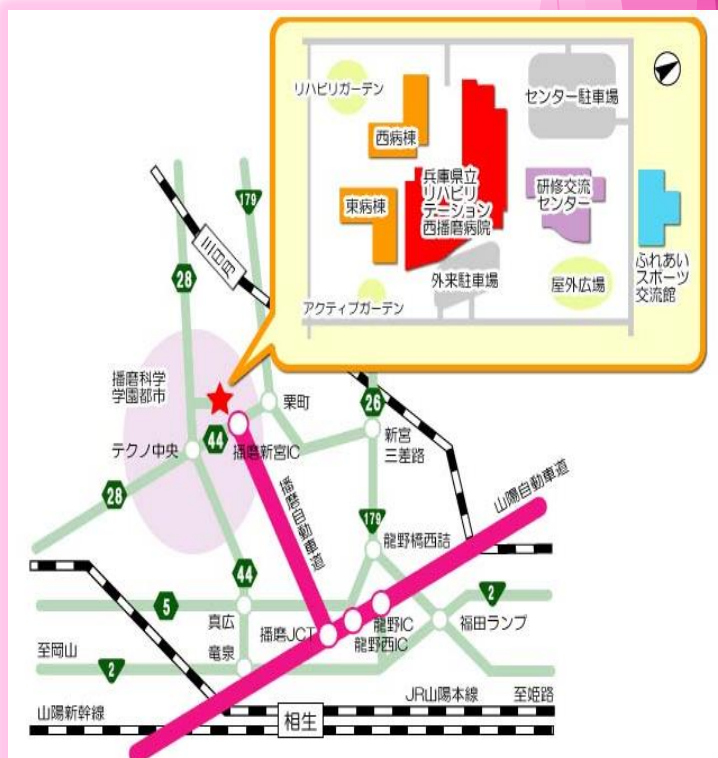 リハビリガーデン
センター駐車場
西病棟
兵庫県立
リハビリ
テーション
西播磨病院
研修交流
センター
東病棟
外来駐車場
屋外広場
ふれあい
スポーツ
交流館
アクティブガーデン
179
三日月
28
播磨科学
学園都市
栗町
26
新宮
三差路
テクノ中央
44
播磨新宮IC
28
播磨自動車道
山陽自動車道
179
龍野橋西詰
44
5
真広
播磨JCT
龍野IC
龍野西IC
2
福田ランプ
至岡山
竜泉
2
JR山陽本線
至姫路
山陽新幹線
相生